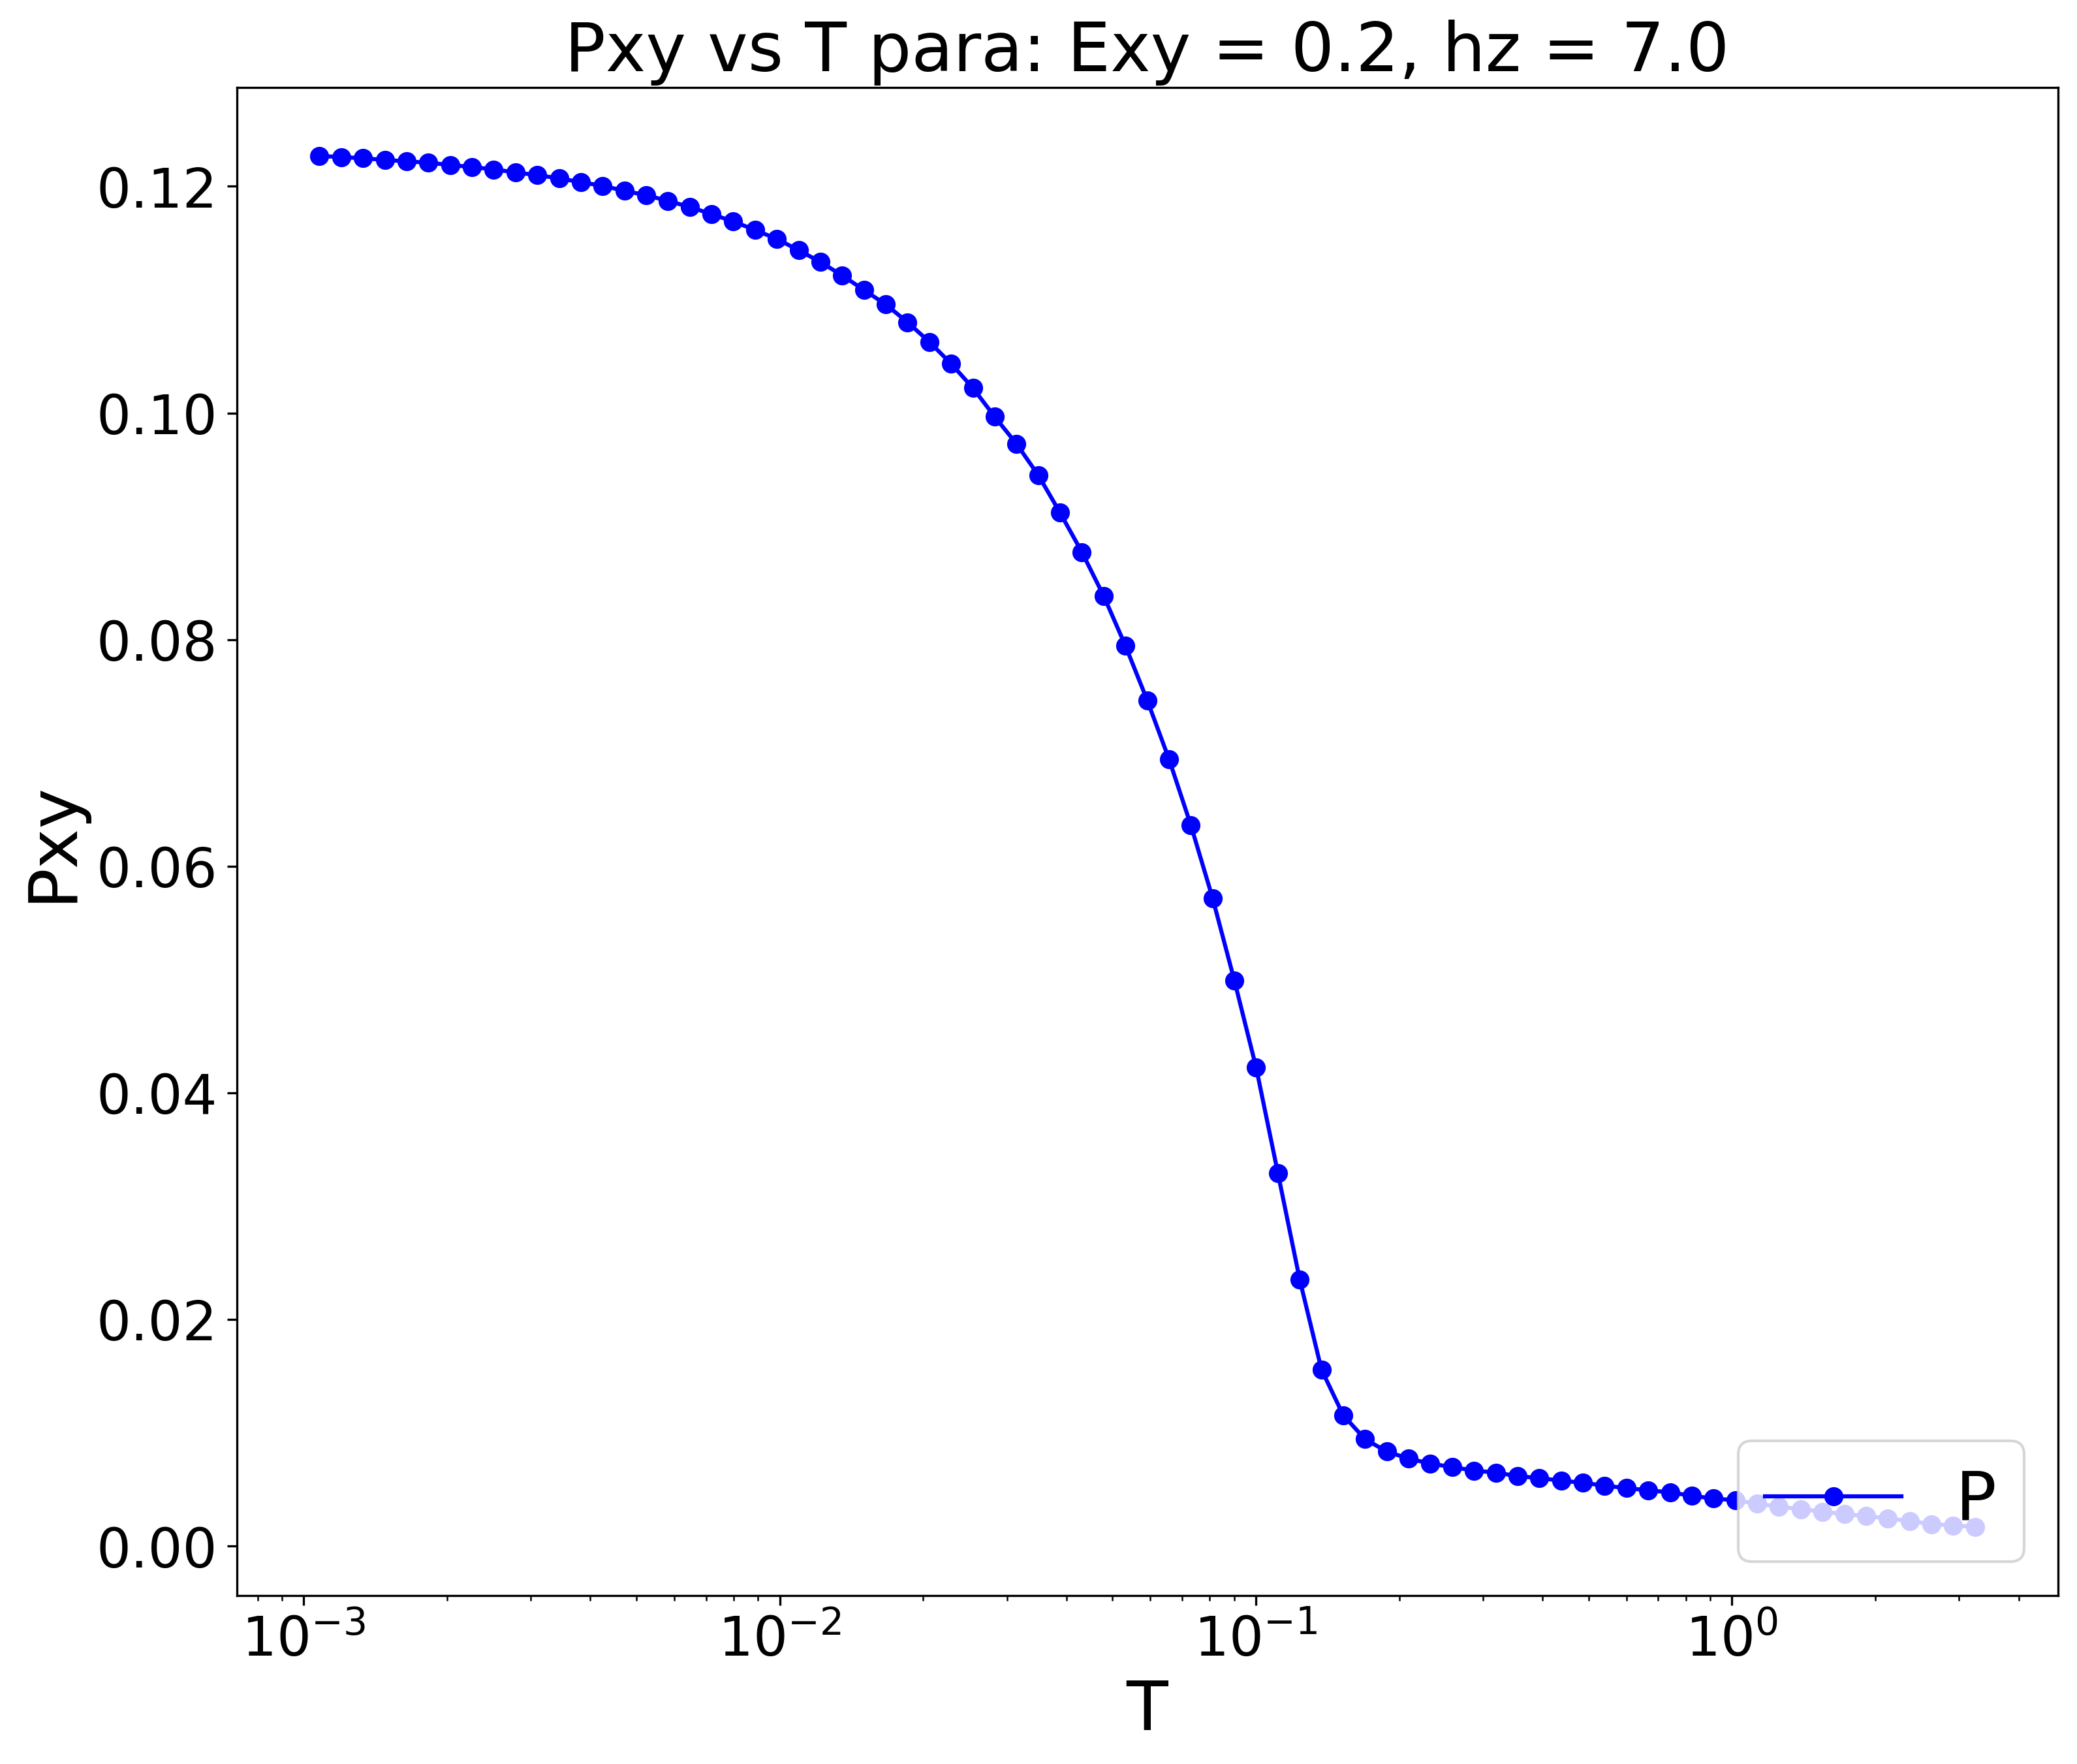 Pxy vs T para: Exy = 0.2, hz = 7.0
Pxy
0.12
0.10
0.08
0.06
0.04
0.02
0.00
P
10⁻³ 10⁻² 10⁻¹ 10⁰
T